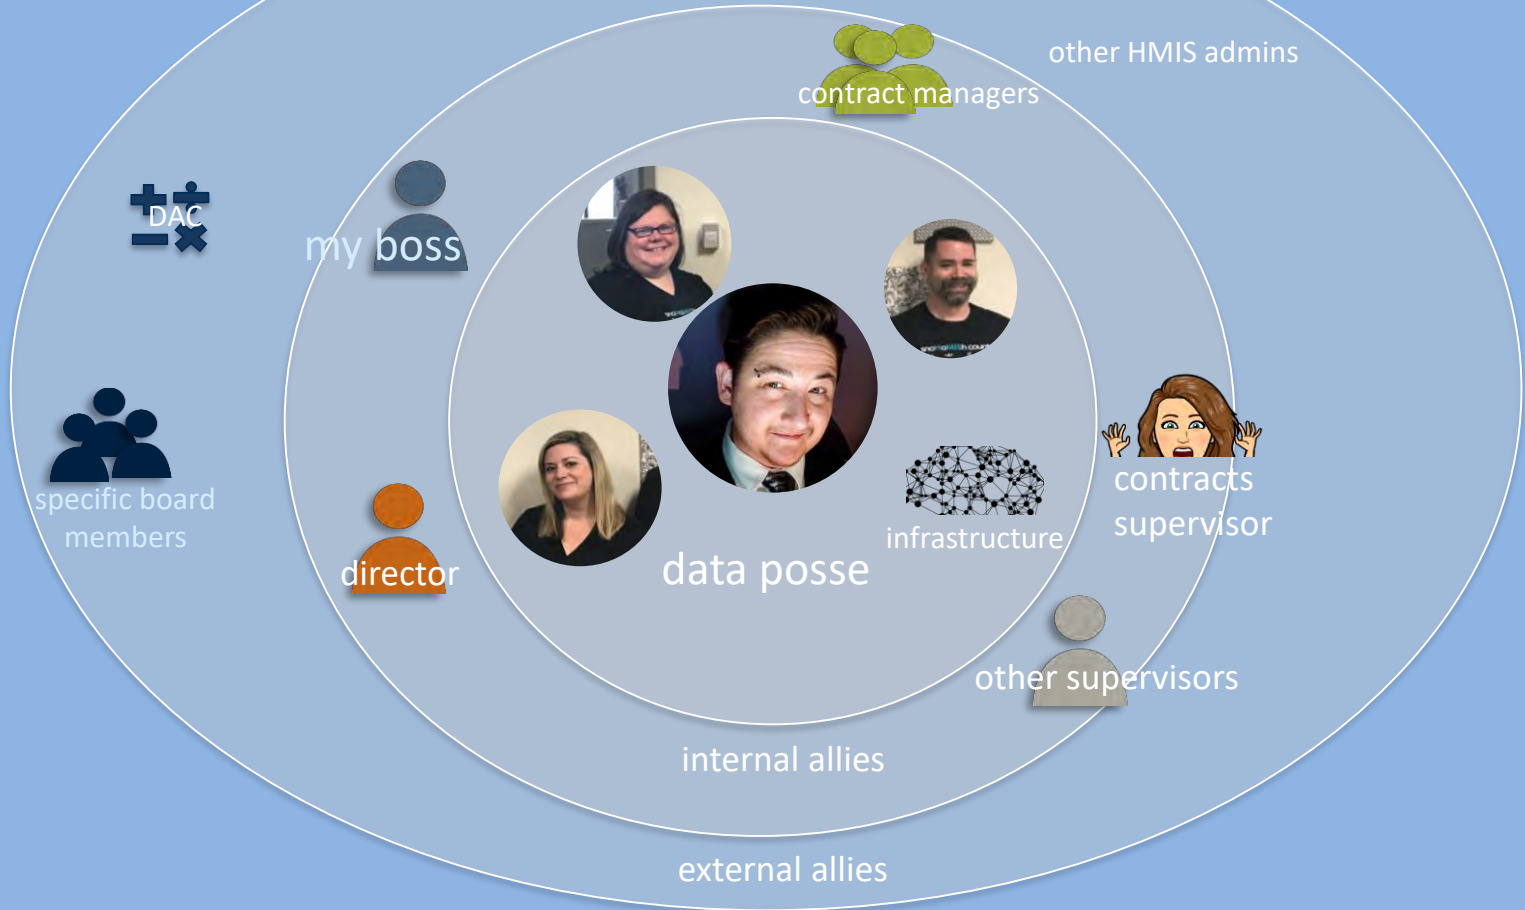 other HMIS admins
contract managers
DAC
my boss
contracts
supervisor
specific board
members
infrastructure
director
data posse
other supervisors
internal allies
external allies